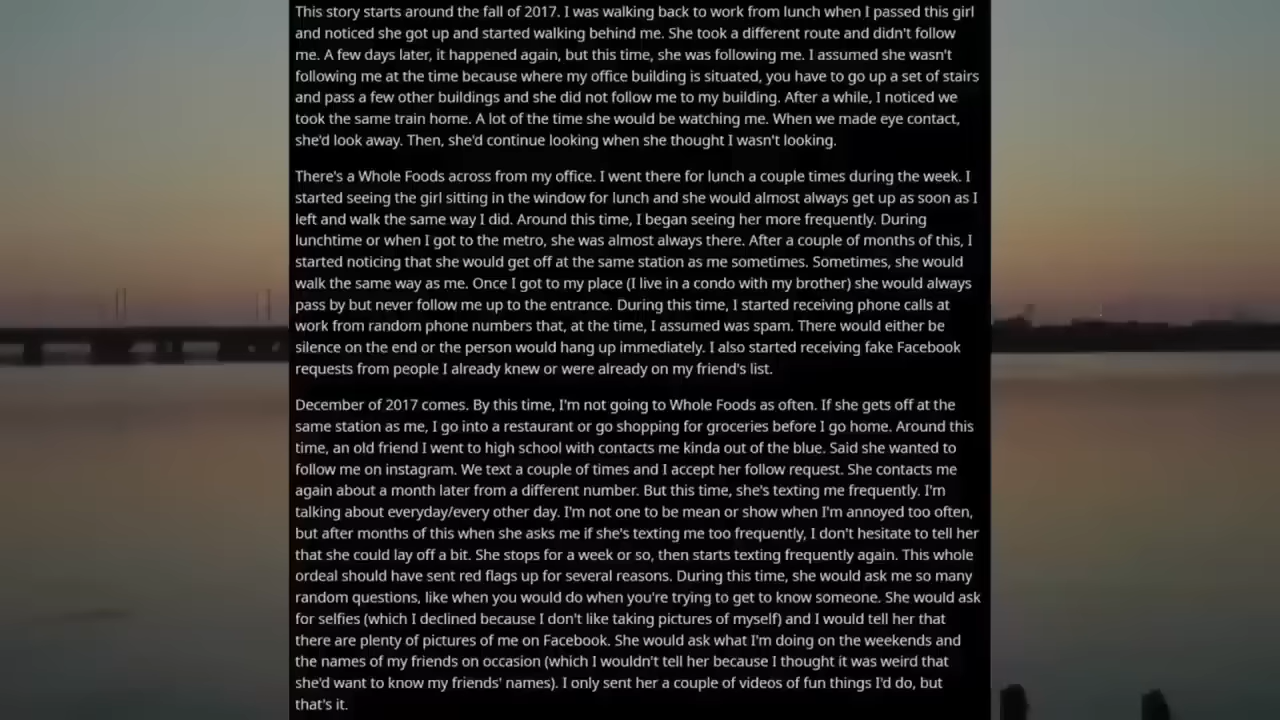 This story starts around the fall of 2017. I was walking back to work from lunch when I passed this girl
and noticed she got up and started walking behind me. She took a different route and didn't follow
me. A few days later, it happened again, but this time, she was following me. I assumed she wasn't
following me at the time because where my office building is situated, you have to go up a set of stairs
and pass a few other buildings and she did not follow me to my building. After a while, I noticed we
took the same train home. A lot of the time she would be watching me. When we made eye contact,
she'd look away. Then, she'd continue looking when she thought I wasn't looking.
There's a Whole Foods across from my office. I went there for lunch a couple times during the week. I
started seeing the girl sitting in the window for lunch and she would almost always get up as soon as I
left and walk the same way I did. Around this time, I began seeing her more frequently. During
lunchtime or when I got to the metro, she was almost always there. After a couple of months of this, I
started noticing that she would get off at the same station as me sometimes. Sometimes, she would
walk the same way as me. Once I got to my place (I live in a condo with my brother) she would always
pass by but never follow me up to the entrance. During this time, I started receiving phone calls at
work from random phone numbers that, at the time, I assumed was spam. There would either be
silence on the end or the person would hang up immediately. I also started receiving fake Facebook
requests from people I already knew or were already on my friend's list.
December of 2017 comes. By this time, I'm not going to Whole Foods as often. If she gets off at the
same station as me, I go into a restaurant or go shopping for groceries before I go home. Around this
time, an old friend I went to high school with contacts me kinda out of the blue. Said she wanted to
follow me on instagram. We text a couple of times and I accept her follow request. She contacts me
again about a month later from a different number. But this time, she's texting me frequently. I'm
talking about everyday/every other day. I'm not one to be mean or show when I'm annoyed too often,
but after months of this when she asks me if she's texting me too frequently, I don't hesitate to tell her
that she could lay off a bit. She stops for a week or so, then starts texting frequently again. This whole
ordeal should have sent red flags up for several reasons. During this time, she would ask me so many
random questions, like when you would do when you're trying to get to know someone. She would ask
for selfies (which I declined because I don't like taking pictures of myself) and I would tell her that
there are plenty of pictures of me on Facebook. She would ask what I'm doing on the weekends and
the names of my friends on occasion (which I wouldn't tell her because I thought it was weird that
she'd want to know my friends' names). I only sent her a couple of videos of fun things I'd do, but
that's it.